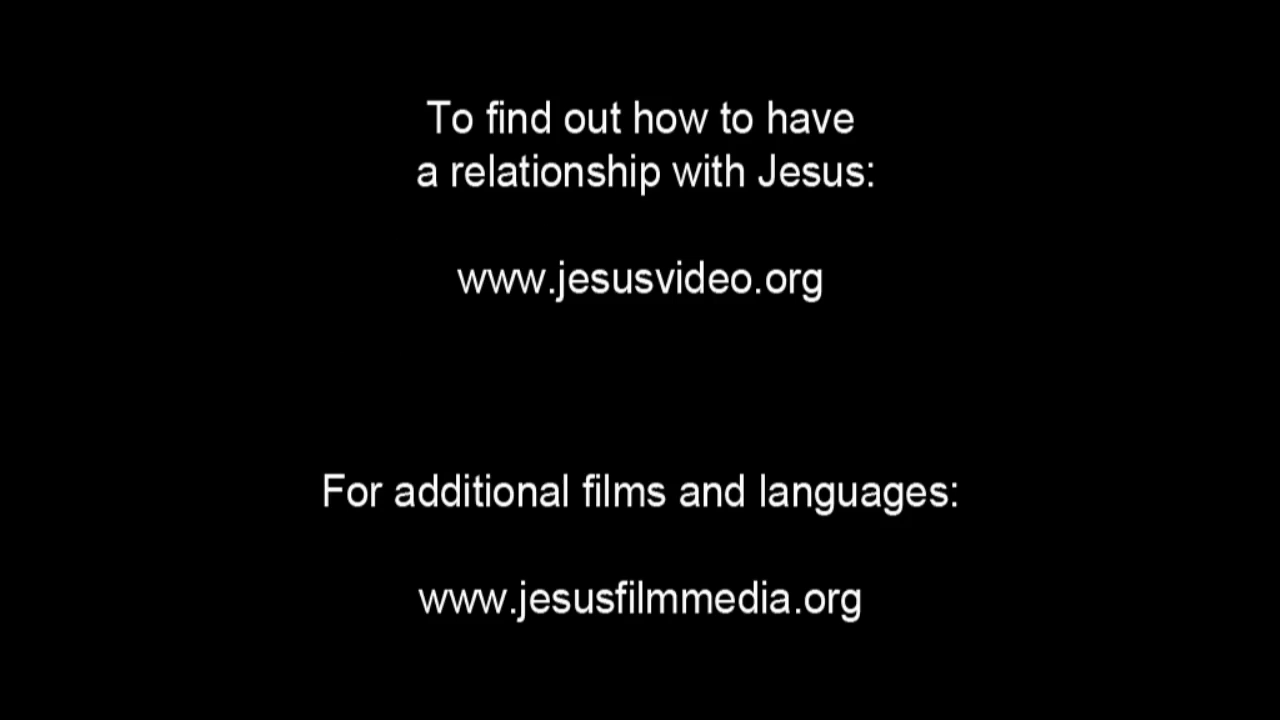 To find out how to have
a relationship with Jesus:
www.jesusvideo.org
For additional films and languages:
www.jesusfilmmedia.org